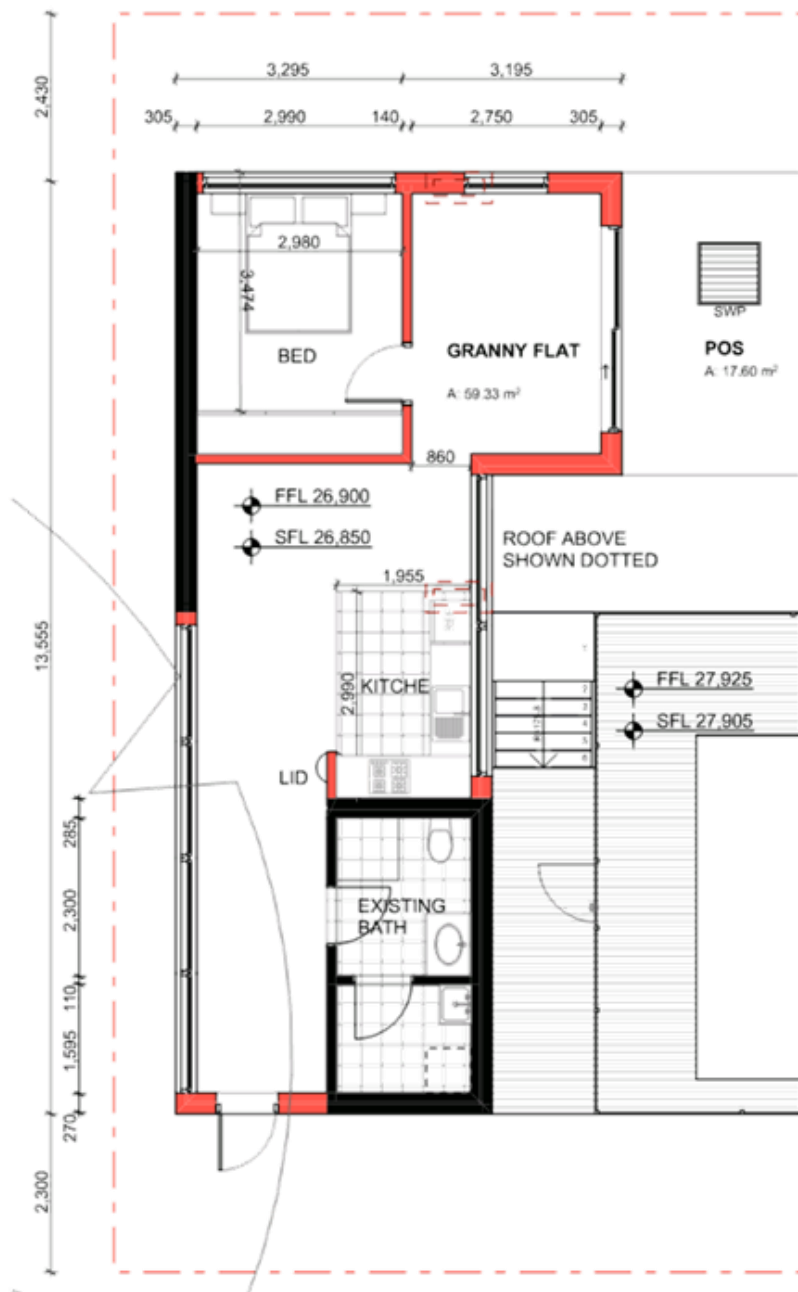 3,295
3,195
2,430
305
2,990
140
2,750
305
2,980
3,474
BED
GRANNY FLAT
A: 59.33 m²
SWP
POS
A: 17.60 m²
860
FFL 26,900
SFL 26,850
ROOF ABOVE
SHOWN DOTTED
1,955
13,555
KITCHE
2,990
FFL 27,925
SFL 27,905
1
2
3
4
5
6
LID
285
2,300
EXISTING
BATH
110
1,595
270
2,300